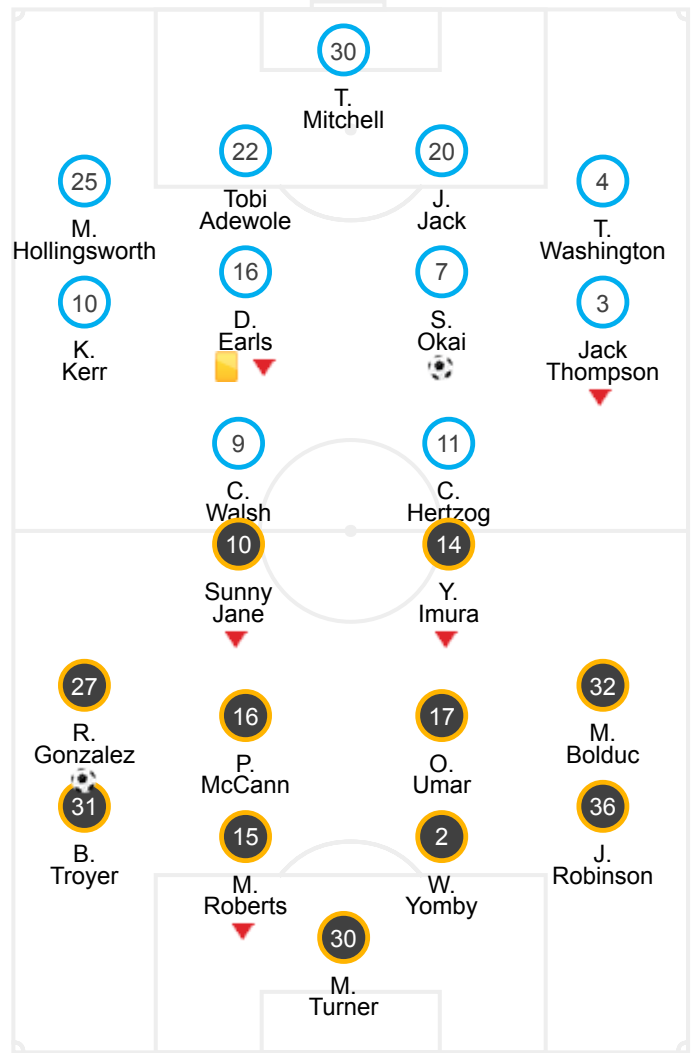 30
T.
Mitchell
22
Tobi
Adewole
20
J.
Jack
25
M.
Hollingsworth
4
T.
Washington
16
D.
Earls
7
S.
Okai
10
K.
Kerr
3
Jack
Thompson
9
C.
Walsh
11
C.
Hertzog
10
Sunny
Jane
14
Y.
Imura
27
R.
Gonzalez
16
P.
McCann
17
O.
Umar
32
M.
Bolduc
31
B.
Troyer
15
M.
Roberts
2
W.
Yomby
36
J.
Robinson
30
M.
Turner